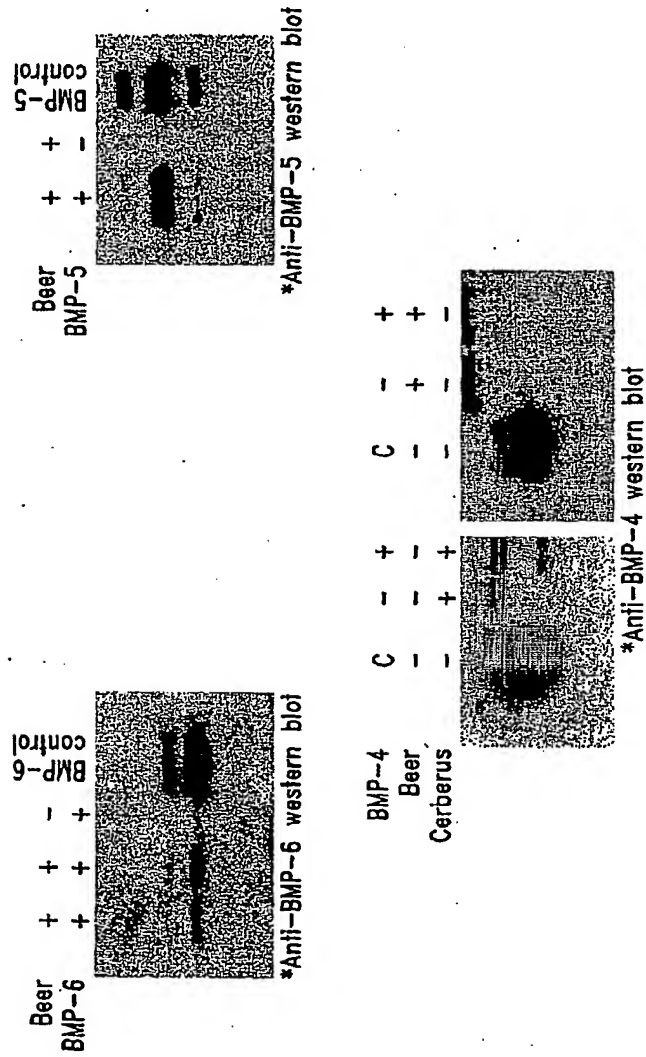 Beer + + −
BMP-6 + + +
BMP-6
control
*Anti-BMP-6 western blot
Beer + +
BMP-5 + −
BMP-5
control
*Anti-BMP-5 western blot
BMP-4 C − + C − +
Beer − − − − + +
Cerberus − + + − − −
*Anti-BMP-4 western blot